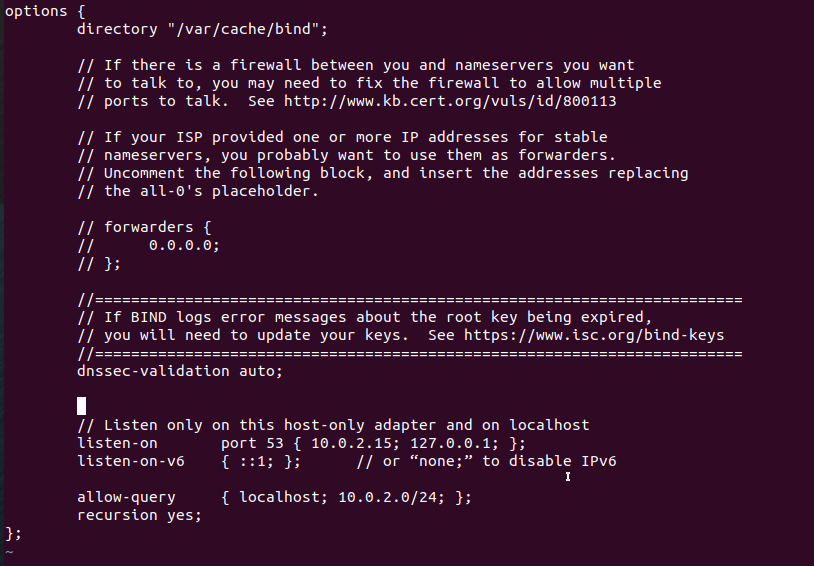 options {
        directory "/var/cache/bind";

        // If there is a firewall between you and nameservers you want
        // to talk to, you may need to fix the firewall to allow multiple
        // ports to talk.  See http://www.kb.cert.org/vuls/id/800113

        // If your ISP provided one or more IP addresses for stable
        // nameservers, you probably want to use them as forwarders.
        // Uncomment the following block, and insert the addresses replacing
        // the all-0's placeholder.

        // forwarders {
        //      0.0.0.0;
        // };

        //========================================================================
        // If BIND logs error messages about the root key being expired,
        // you will need to update your keys.  See https://www.isc.org/bind-keys
        //========================================================================
        dnssec-validation auto;

        // Listen only on this host-only adapter and on localhost
        listen-on       port 53 { 10.0.2.15; 127.0.0.1; };
        listen-on-v6    { ::1; };      // or “none;” to disable IPv6

        allow-query     { localhost; 10.0.2.0/24; };
        recursion yes;
};
~